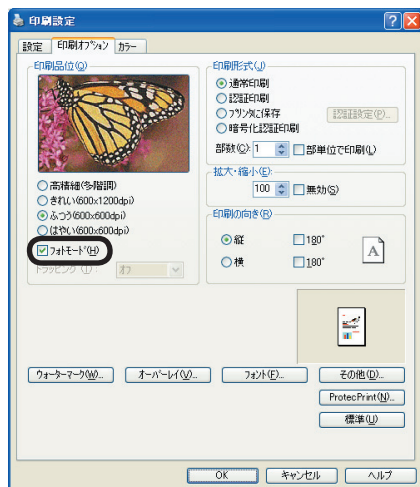 印刷設定
設定 印刷オプション カラー
印刷品位(Q)
高精細(多階調)
きれい(600x1200dpi)
ふつう(600x600dpi)
はやい(600x600dpi)
フォトモード(H)
トラッピング(I): オフ
印刷形式(J)
通常印刷
認証印刷
プリンタに保存
暗号化認証印刷
認証設定(P)...
部数(C): 1 部単位で印刷(L)
拡大・縮小(E):
100 無効(S)
印刷の向き(R)
縦 180°
横 180°
A
ウォーターマーク(W)... オーバーレイ(V)... フォント(F)... その他(D)...
ProtecPrint(N)...
標準(U)
OK キャンセル ヘルプ